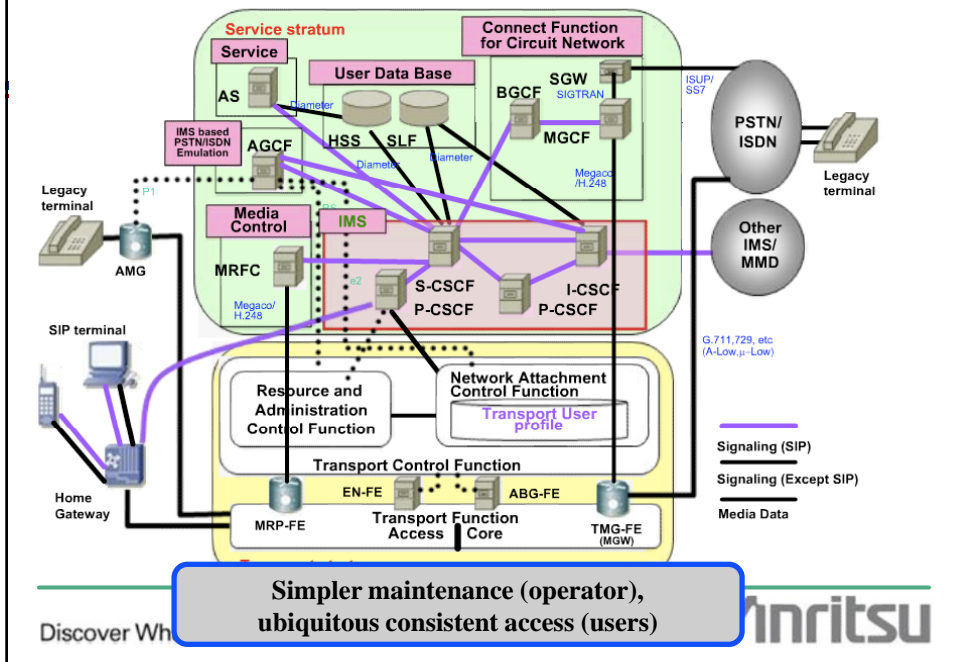 Service stratum
Connect Function
for Circuit Network
Service
User Data Base
SGW
ISUP/
SS7
AS
Diameter
BGCF
SIGTRAN
PSTN/
ISDN
IMS based
PSTN/ISDN
Emulation
AGCF
HSS
SLF
MGCF
Diameter
Diameter
Megaco
/H.248
Legacy
terminal
P1
Legacy
terminal
Media
Control
IMS
Other
IMS/
MMD
AMG
MRFC
e2
S-CSCF
I-CSCF
P-CSCF
P-CSCF
Megaco/
H.248
SIP terminal
G.711,729, etc
(A-Low,μ-Low)
Resource and
Administration
Control Function
Network Attachment
Control Function
Transport User
profile
Signaling (SIP)
Transport Control Function
Signaling (Except SIP)
EN-FE
ABG-FE
Media Data
Home
Gateway
MRP-FE
Transport Function
Access
Core
TMG-FE
(MGW)
Simpler maintenance (operator),
ubiquitous consistent access (users)
Discover Wh